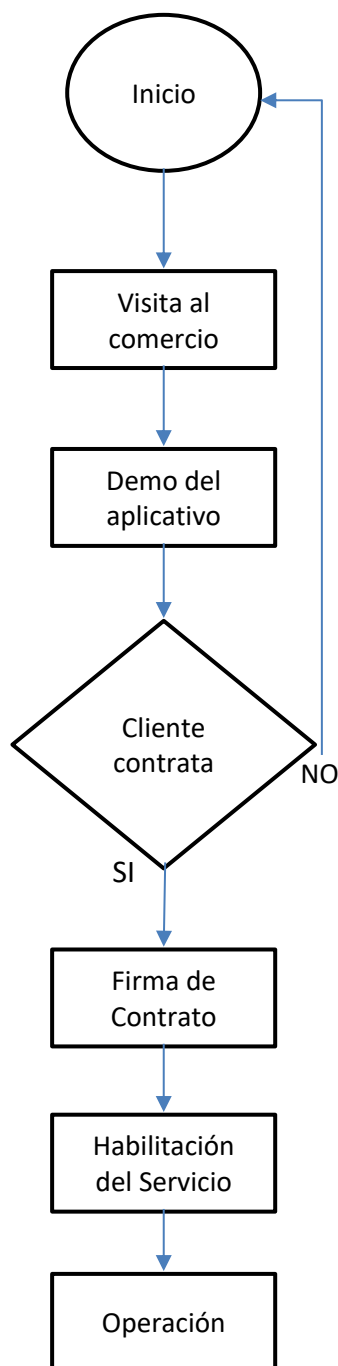 Inicio
Visita al
comercio
Demo del
aplicativo
Cliente
contrata
NO
SI
Firma de
Contrato
Habilitación
del Servicio
Operación